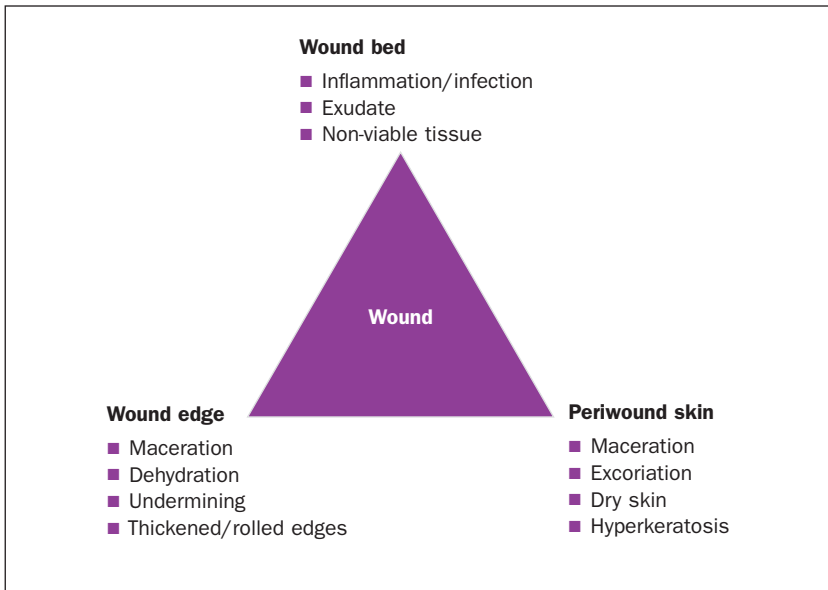 Wound bed
■ Inflammation/infection
■ Exudate
■ Non-viable tissue
Wound
Wound edge
■ Maceration
■ Dehydration
■ Undermining
■ Thickened/rolled edges
Periwound skin
■ Maceration
■ Excoriation
■ Dry skin
■ Hyperkeratosis